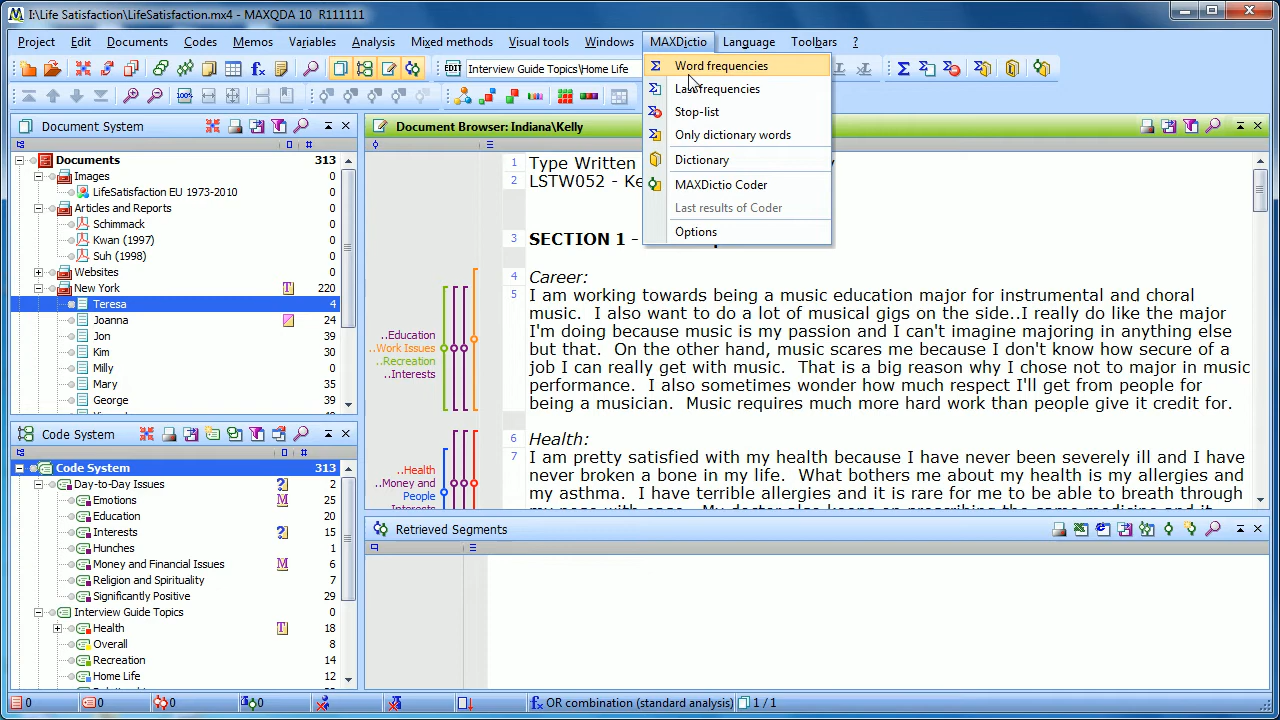 I:\Life Satisfaction\LifeSatisfaction.mx4 - MAXQDA 10 R111111
Project Edit Documents Codes Memos Variables Analysis Mixed methods Visual tools Windows MAXDictio Language Toolbars ?
EDIT Interview Guide Topics\Home Life
100%
Word frequencies
frequencies
Stop-list
Only dictionary words
Dictionary
MAXDictio Coder
Last results of Coder
Options
Document System
Documents 313
Images 0
LifeSatisfaction EU 1973-2010 0
Articles and Reports 0
Schimmack 0
Kwan (1997) 0
Suh (1998) 0
Websites 0
New York 220
Teresa 4
Joanna 24
Jon 39
Kim 30
Milly 0
Mary 35
George 39
Code System
Code System 313
Day-to-Day Issues 2
Emotions 25
Education 20
Interests 15
Hunches 1
Money and Financial Issues 6
Religion and Spirituality 7
Significantly Positive 29
Interview Guide Topics 0
Health 18
Overall 8
Recreation 11
Home Life 12
Document Browser: Indiana\Kelly
1 Type Written
2 LSTW052 -
3 SECTION 1 -
4 Career:
5 I am working towards being a music education major for instrumental and choral
music. I also want to do a lot of musical gigs on the side..I really do like the major
I'm doing because music is my passion and I can't imagine majoring in anything else
but that. On the other hand, music scares me because I don't know how secure of a
job I can really get with music. That is a big reason why I chose not to major in music
performance. I also sometimes wonder how much respect I'll get from people for
being a musician. Music requires much more hard work than people give it credit for.
6 Health:
7 I am pretty satisfied with my health because I have never been severely ill and I have
never broken a bone in my life. What bothers me about my health is my allergies and
my asthma. I have terrible allergies and it is rare for me to be able to breath through
..Education
..Work Issues
..Recreation
..Interests
..Health
..Money and
People
Retrieved Segments
0 0 0 0 OR combination (standard analysis) 1 / 1